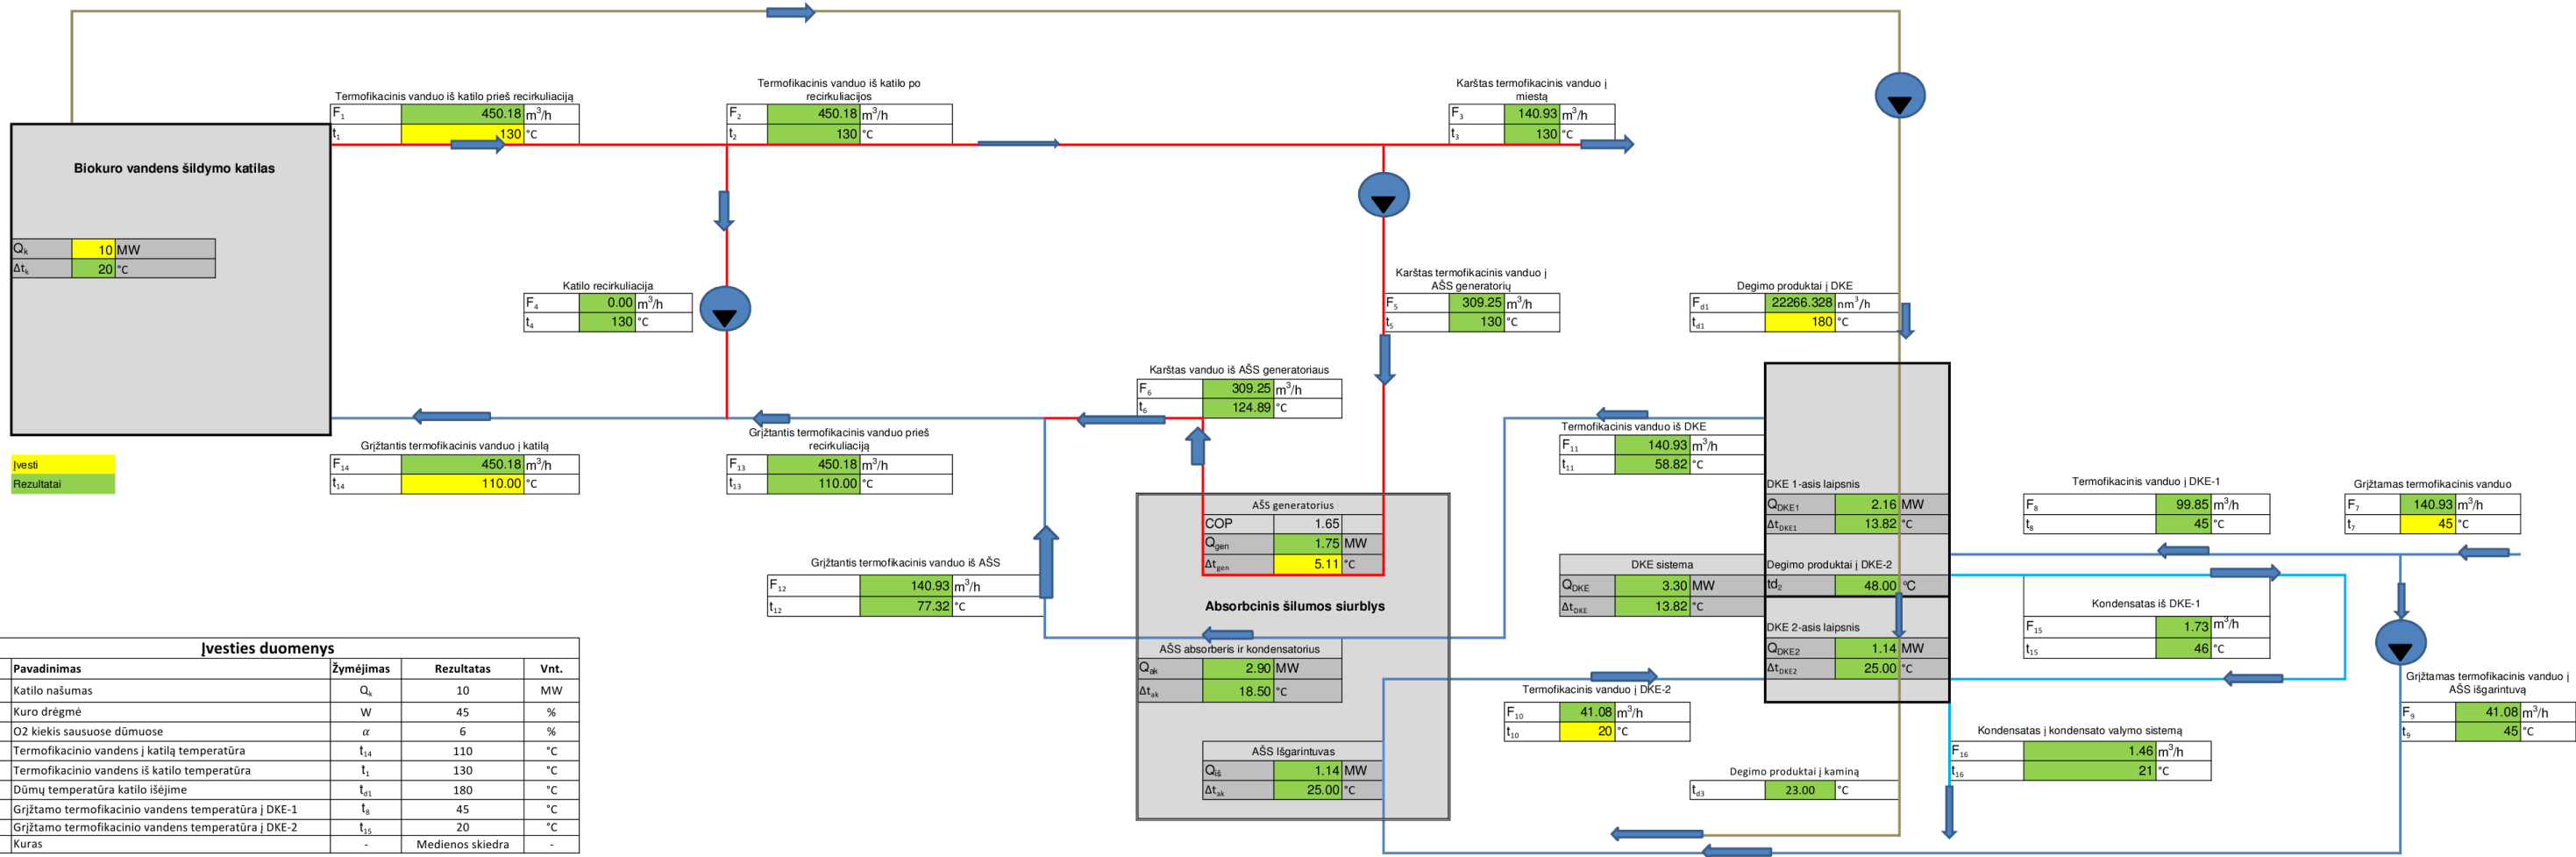 Termofikacinis vanduo iš katilo prieš recirkuliaciją
F₁ 450.18 m³/h
t₁ 130 °C
Termofikacinis vanduo iš katilo po
recirkuliacijos
F₂ 450.18 m³/h
t₂ 130 °C
Karštas termofikacinis vanduo į
miestą
F₃ 140.93 m³/h
t₃ 130 °C
Biokuro vandens šildymo katilas
Qₖ 10 MW
Δtₖ 20 °C
Katilo recirkuliacija
F₄ 0.00 m³/h
t₄ 130 °C
Karštas termofikacinis vanduo į
AŠS generatorių
F₅ 309.25 m³/h
t₅ 130 °C
Degimo produktai į DKE
F_d1 22266.328 nm³/h
t_d1 180 °C
Karštas vanduo iš AŠS generatoriaus
F₆ 309.25 m³/h
t₆ 124.89 °C
Įvesti
Rezultatai
Grįžtantis termofikacinis vanduo į katilą
F₁₄ 450.18 m³/h
t₁₄ 110.00 °C
Grįžtantis termofikacinis vanduo prieš
recirkuliaciją
F₁₃ 450.18 m³/h
t₁₃ 110.00 °C
Termofikacinis vanduo iš DKE
F₁₁ 140.93 m³/h
t₁₁ 58.82 °C
DKE 1-asis laipsnis
Q_DKE1 2.16 MW
Δt_DKE1 13.82 °C
Termofikacinis vanduo į DKE-1
F₈ 99.85 m³/h
t₈ 45 °C
Grįžtamas termofikacinis vanduo
F₇ 140.93 m³/h
t₇ 45 °C
AŠS generatorius
COP 1.65
Q_gen 1.75 MW
Δt_gen 5.11 °C
Grįžtantis termofikacinis vanduo iš AŠS
F₁₂ 140.93 m³/h
t₁₂ 77.32 °C
DKE sistema
Q_DKE 3.30 MW
Δt_DKE 13.82 °C
Degimo produktai į DKE-2
td₂ 48.00 °C
Absorbcinis šilumos siurblys
Kondensatas iš DKE-1
F₁₅ 1.73 m³/h
t₁₅ 46 °C
DKE 2-asis laipsnis
Q_DKE2 1.14 MW
Δt_DKE2 25.00 °C
AŠS absorberis ir kondensatorius
Q_ak 2.90 MW
Δt_ak 18.50 °C
Termofikacinis vanduo į DKE-2
F₁₀ 41.08 m³/h
t₁₀ 20 °C
Grįžtamas termofikacinis vanduo į
AŠS išgarintuvą
F₉ 41.08 m³/h
t₉ 45 °C
Kondensatas į kondensato valymo sistemą
F₁₆ 1.46 m³/h
t₁₆ 21 °C
AŠS Išgarintuvas
Q_iš 1.14 MW
Δt_ak 25.00 °C
Degimo produktai į kaminą
t_d3 23.00 °C
Įvesties duomenys
Pavadinimas Žymėjimas Rezultatas Vnt.
Katilo našumas Qₖ 10 MW
Kuro drėgmė W 45 %
O2 kiekis sausuose dūmuose α 6 %
Termofikacinio vandens į katilą temperatūra t₁₄ 110 °C
Termofikacinio vandens iš katilo temperatūra t₁ 130 °C
Dūmų temperatūra katilo išėjime t_d1 180 °C
Grįžtamo termofikacinio vandens temperatūra į DKE-1 t₈ 45 °C
Grįžtamo termofikacinio vandens temperatūra į DKE-2 t₁₅ 20 °C
Kuras - Medienos skiedra -